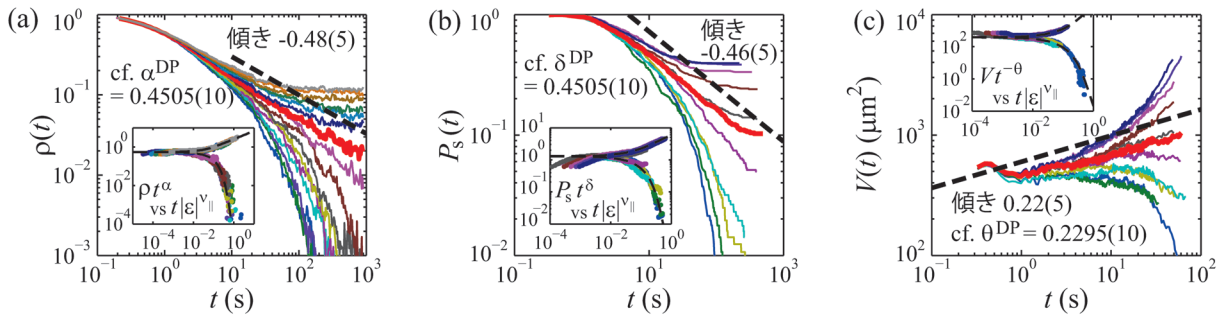 (a)
10⁰
10⁻¹
10⁻²
10⁻³
ρ(t)
傾き -0.48(5)
cf. α^DP
= 0.4505(10)
10⁰
10⁻²
10⁻⁴
ρ t^α
vs t|ε|^ν∥
10⁻⁴ 10⁻² 10⁰
10⁻¹ 10⁰ 10¹ 10² 10³
t (s)
(b)
10⁰
10⁻¹
10⁻²
Pₛ(t)
傾き
-0.46(5)
cf. δ^DP
= 0.4505(10)
10¹
10⁰
10⁻¹
10⁻²
Pₛ t^δ
vs t|ε|^ν∥
10⁻⁴ 10⁻² 10⁰
10⁻¹ 10¹ 10³
t (s)
(c)
10⁴
10³
10²
V(t) (μm²)
10²
10⁰
10⁻²
Vt^−θ
vs t|ε|^ν∥
10⁻⁴ 10⁻² 10⁰
傾き 0.22(5)
cf. θ^DP = 0.2295(10)
10⁻¹ 10⁰ 10¹ 10²
t (s)